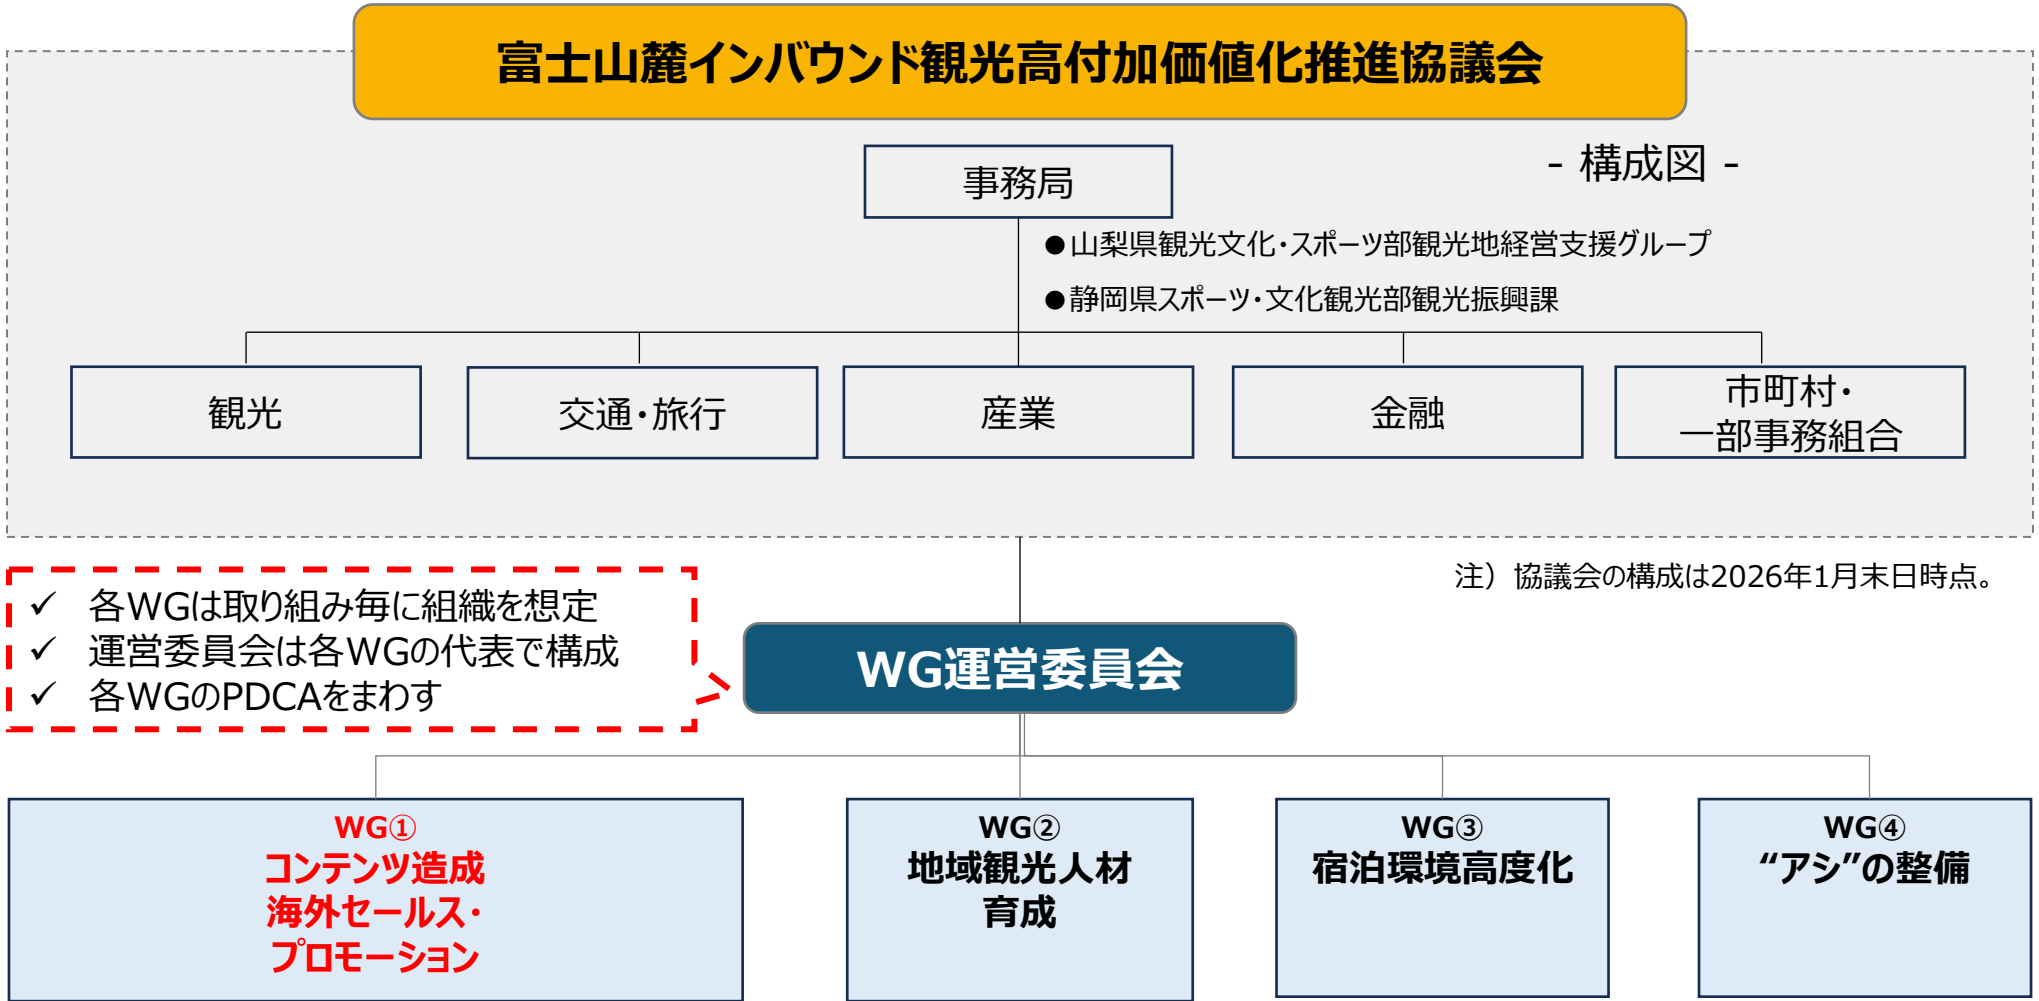 富士山麓インバウンド観光高付加価値化推進協議会
- 構成図 -
事務局
●山梨県観光文化・スポーツ部観光地経営支援グループ
●静岡県スポーツ・文化観光部観光振興課
観光
交通・旅行
産業
金融
市町村・
一部事務組合
注）協議会の構成は2026年1月末日時点。
✓ 各WGは取り組み毎に組織を想定
✓ 運営委員会は各WGの代表で構成
✓ 各WGのPDCAをまわす
WG運営委員会
WG①
コンテンツ造成
海外セールス・
プロモーション
WG②
地域観光人材
育成
WG③
宿泊環境高度化
WG④
“アシ”の整備